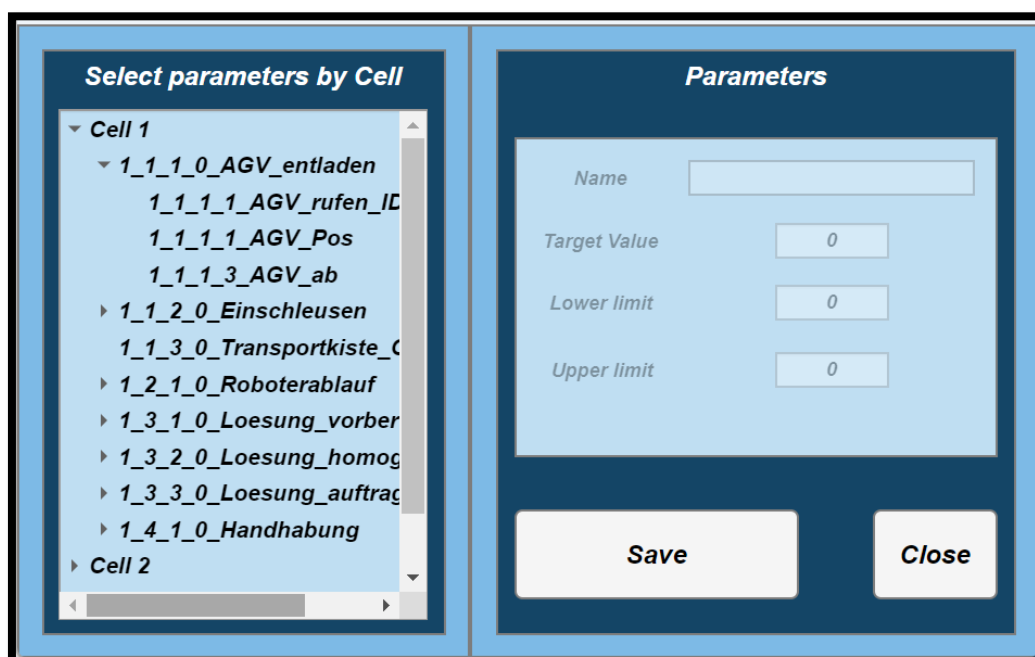 Select parameters by Cell
Cell 1
1_1_1_0_AGV_entladen
1_1_1_1_AGV_rufen_ID
1_1_1_1_AGV_Pos
1_1_1_3_AGV_ab
1_1_2_0_Einschleusen
1_1_3_0_Transportkiste_
1_2_1_0_Roboterablauf
1_3_1_0_Loesung_vorber
1_3_2_0_Loesung_homog
1_3_3_0_Loesung_auftrag
1_4_1_0_Handhabung
Cell 2
Parameters
Name
Target Value 0
Lower limit 0
Upper limit 0
Save
Close